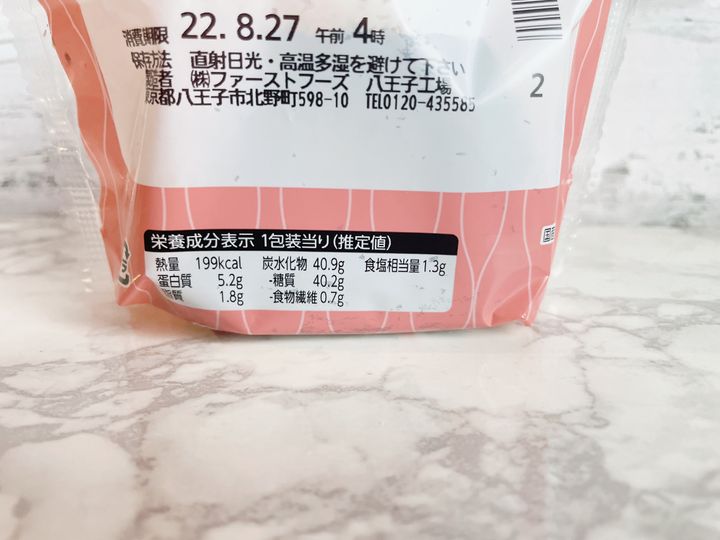 消費期限 22. 8.27 午前 4時
保存方法 直射日光・高温多湿を避けて下さい
者 (株)ファーストフーズ 八王子工場
京都八王子市北野町598-10 TEL0120-435585
2
国
栄養成分表示 1包装当り(推定値)
熱量 199kcal 炭水化物 40.9g 食塩相当量 1.3g
蛋白質 5.2g -糖質 40.2g
脂質 1.8g -食物繊維 0.7g